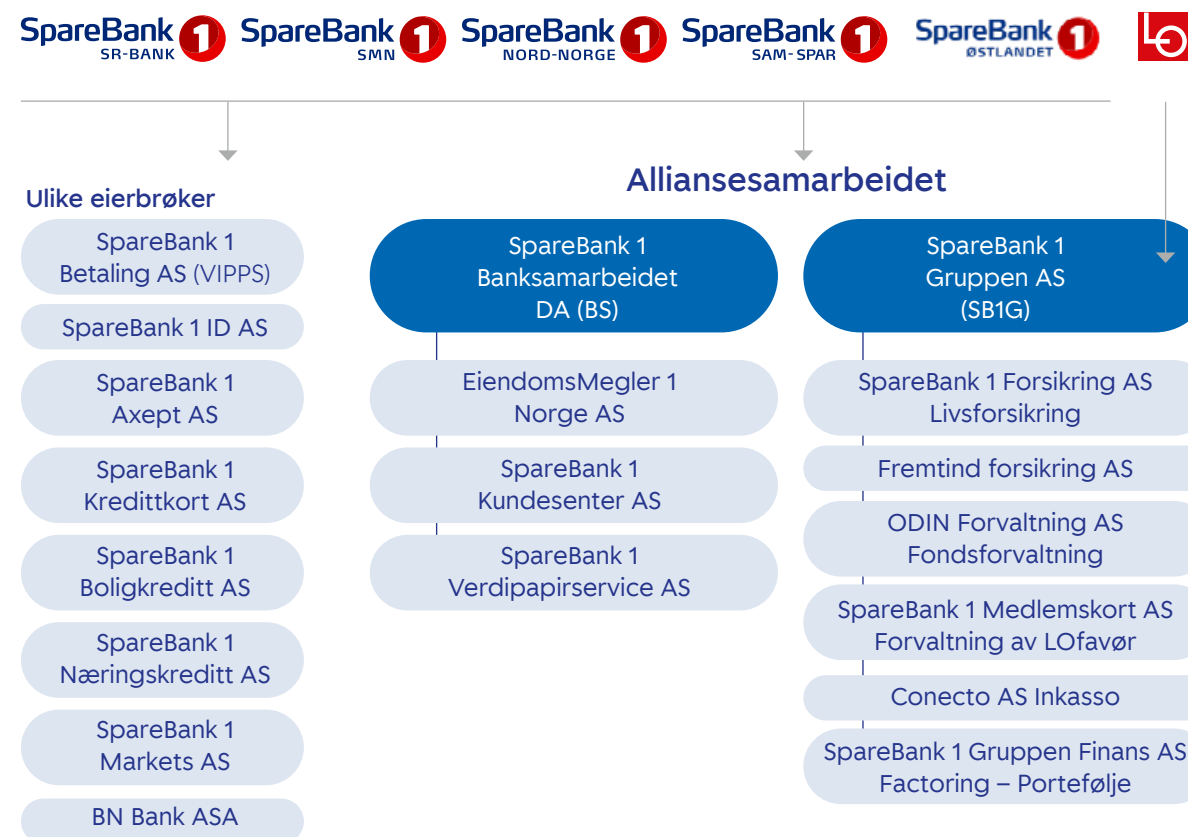 SpareBank 1
SR-BANK
SpareBank 1
SMN
SpareBank 1
NORD-NORGE
SpareBank 1
SAM-SPAR
SpareBank 1
ØSTLANDET
LO
Ulike eierbrøker
SpareBank 1
Betaling AS (VIPPS)
SpareBank 1 ID AS
SpareBank 1
Axept AS
SpareBank 1
Kredittkort AS
SpareBank 1
Boligkreditt AS
SpareBank 1
Næringskreditt AS
SpareBank 1
Markets AS
BN Bank ASA
Alliansesamarbeidet
SpareBank 1
Banksamarbeidet
DA (BS)
EiendomsMegler 1
Norge AS
SpareBank 1
Kundesenter AS
SpareBank 1
Verdipapirservice AS
SpareBank 1
Gruppen AS
(SB1G)
SpareBank 1 Forsikring AS
Livsforsikring
Fremtind forsikring AS
ODIN Forvaltning AS
Fondsforvaltning
SpareBank 1 Medlemskort AS
Forvaltning av LOfavør
Conecto AS Inkasso
SpareBank 1 Gruppen Finans AS
Factoring – Portefølje